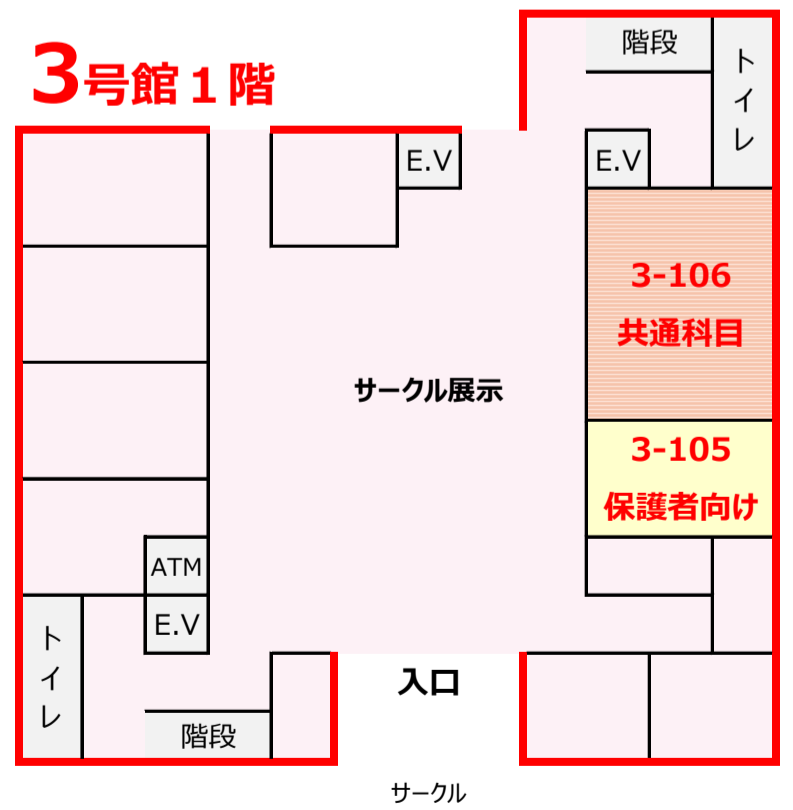 3号館１階
階段
トイレ
E.V
E.V
3-106
共通科目
サークル展示
3-105
保護者向け
ATM
E.V
トイレ
入口
階段
サークル